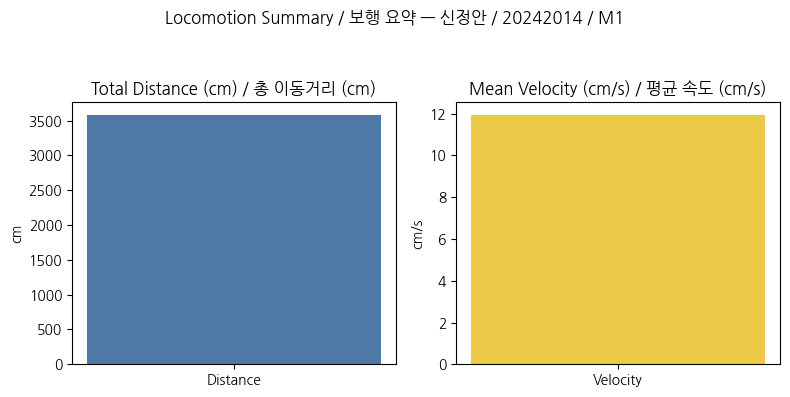 Locomotion Summary / 보행 요약 — 신정안 / 20242014 / M1
Total Distance (cm) / 총 이동거리 (cm)
cm
3500
3000
2500
2000
1500
1000
500
0
Distance
Mean Velocity (cm/s) / 평균 속도 (cm/s)
cm/s
12
10
8
6
4
2
0
Velocity